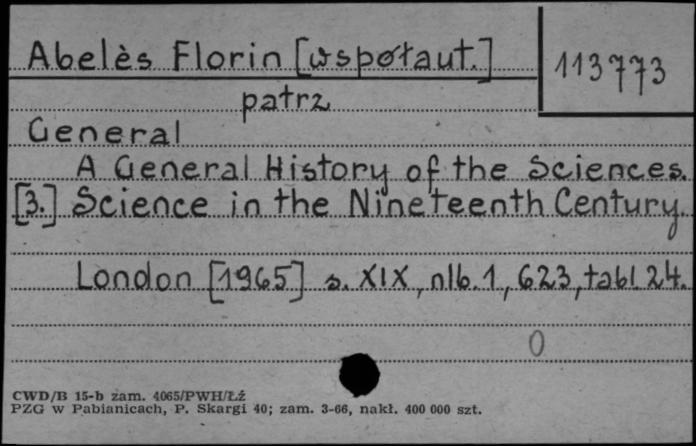 Abelès Florin [współaut.]
113773
patrz
General
A General History of the Sciences.
[3.] Science in the Nineteenth Century.
London [1965] s. XIX, nlb. 1, 623, tabl. 24.
0
CWD/B 15-b zam. 4065/PWH/Łź
PZG w Pabianicach, P. Skargi 40; zam. 3-66, nakł. 400 000 szt.